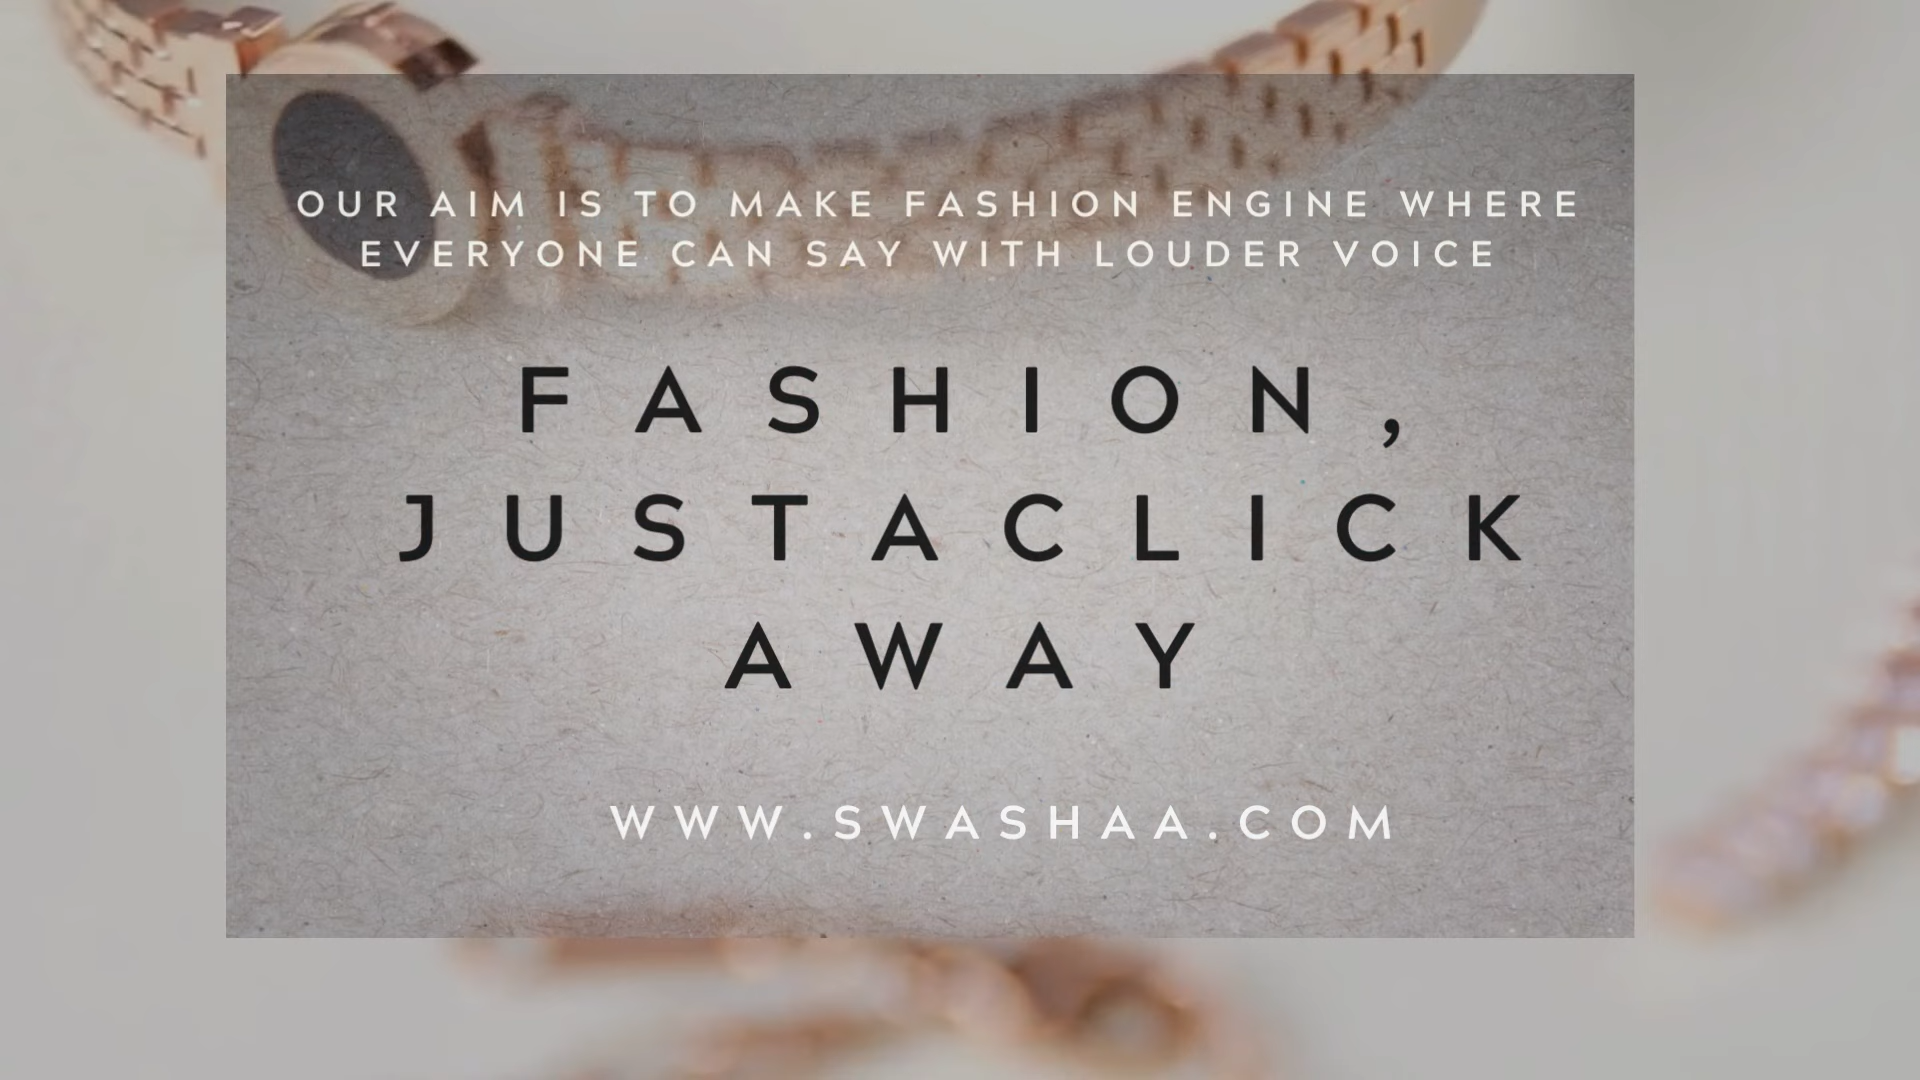 OUR AIM IS TO MAKE FASHION ENGINE WHERE
EVERYONE CAN SAY WITH LOUDER VOICE
FASHION,
JUSTACLICK
AWAY
WWW.SWASHAA.COM